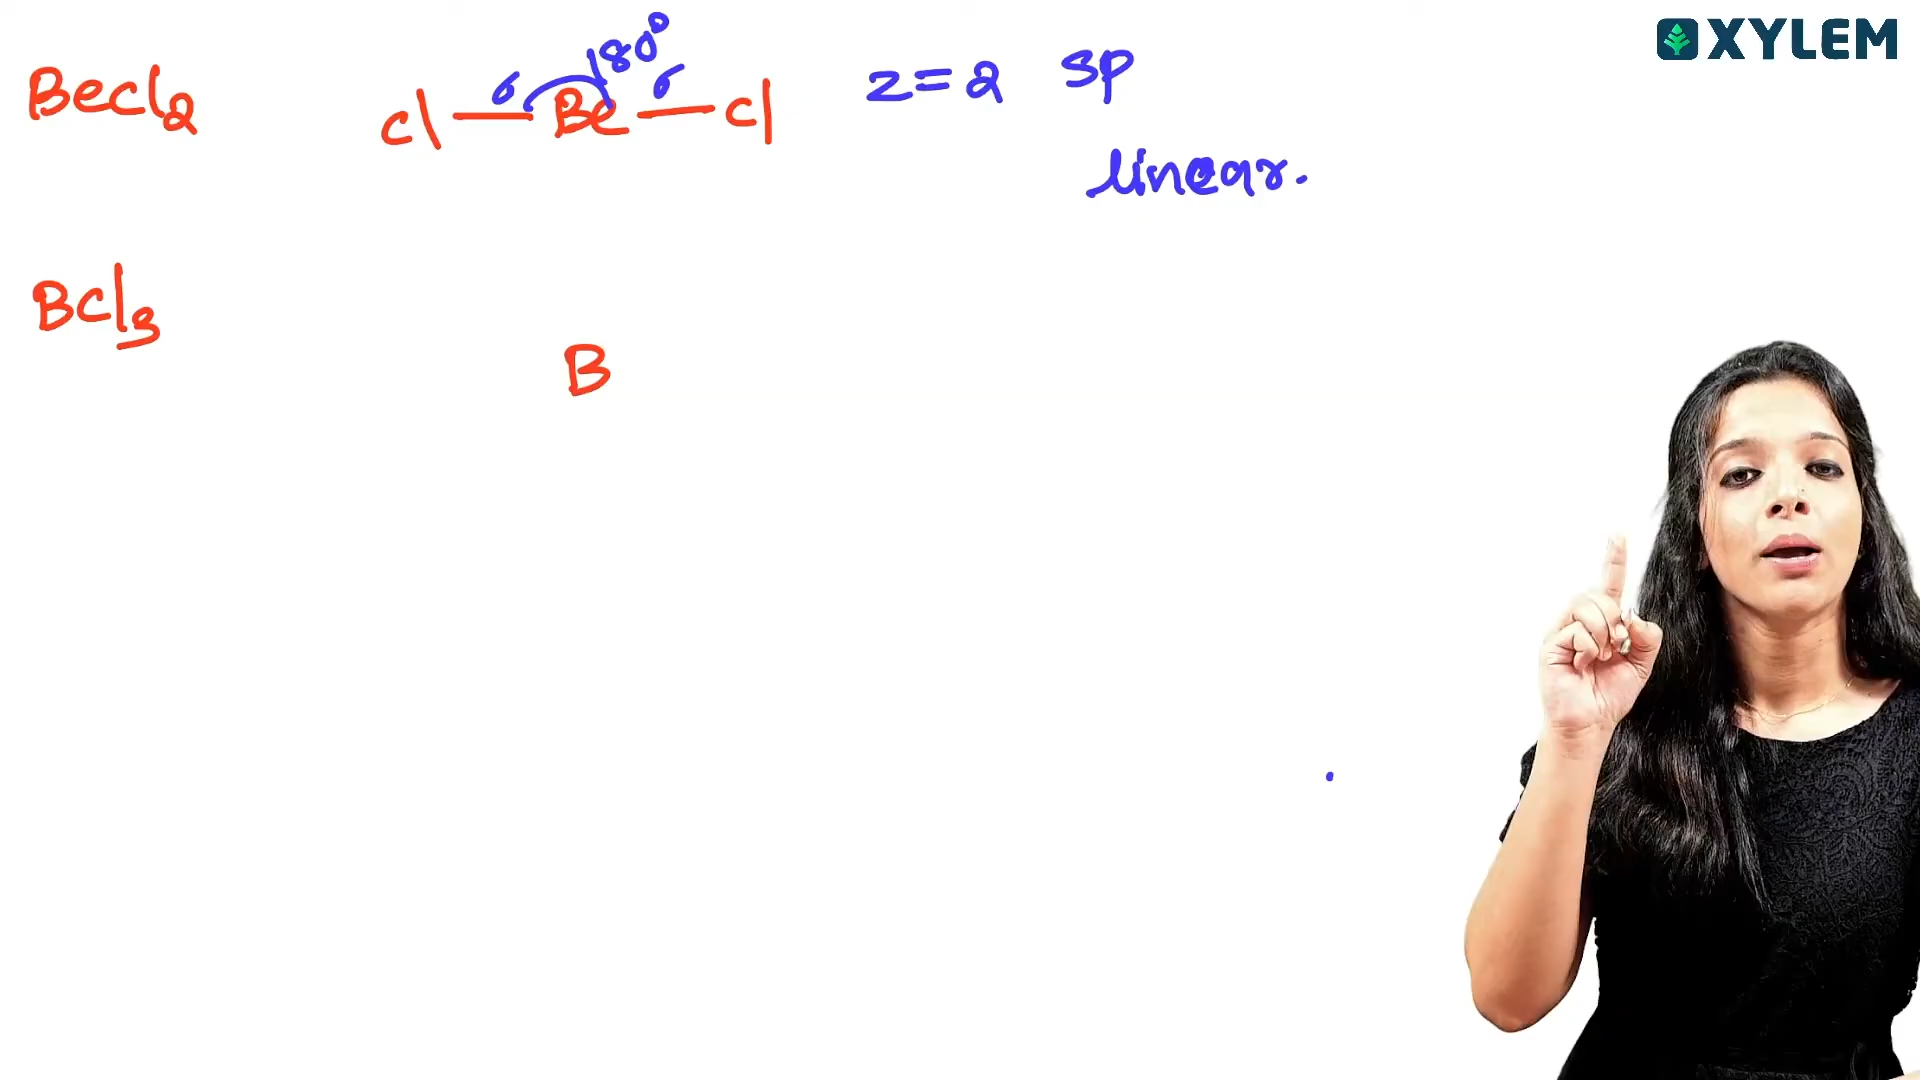 XYLEM
BeCl2
180°
σ σ
Cl — Be — Cl
z=2 sp
linear.
BCl3
B